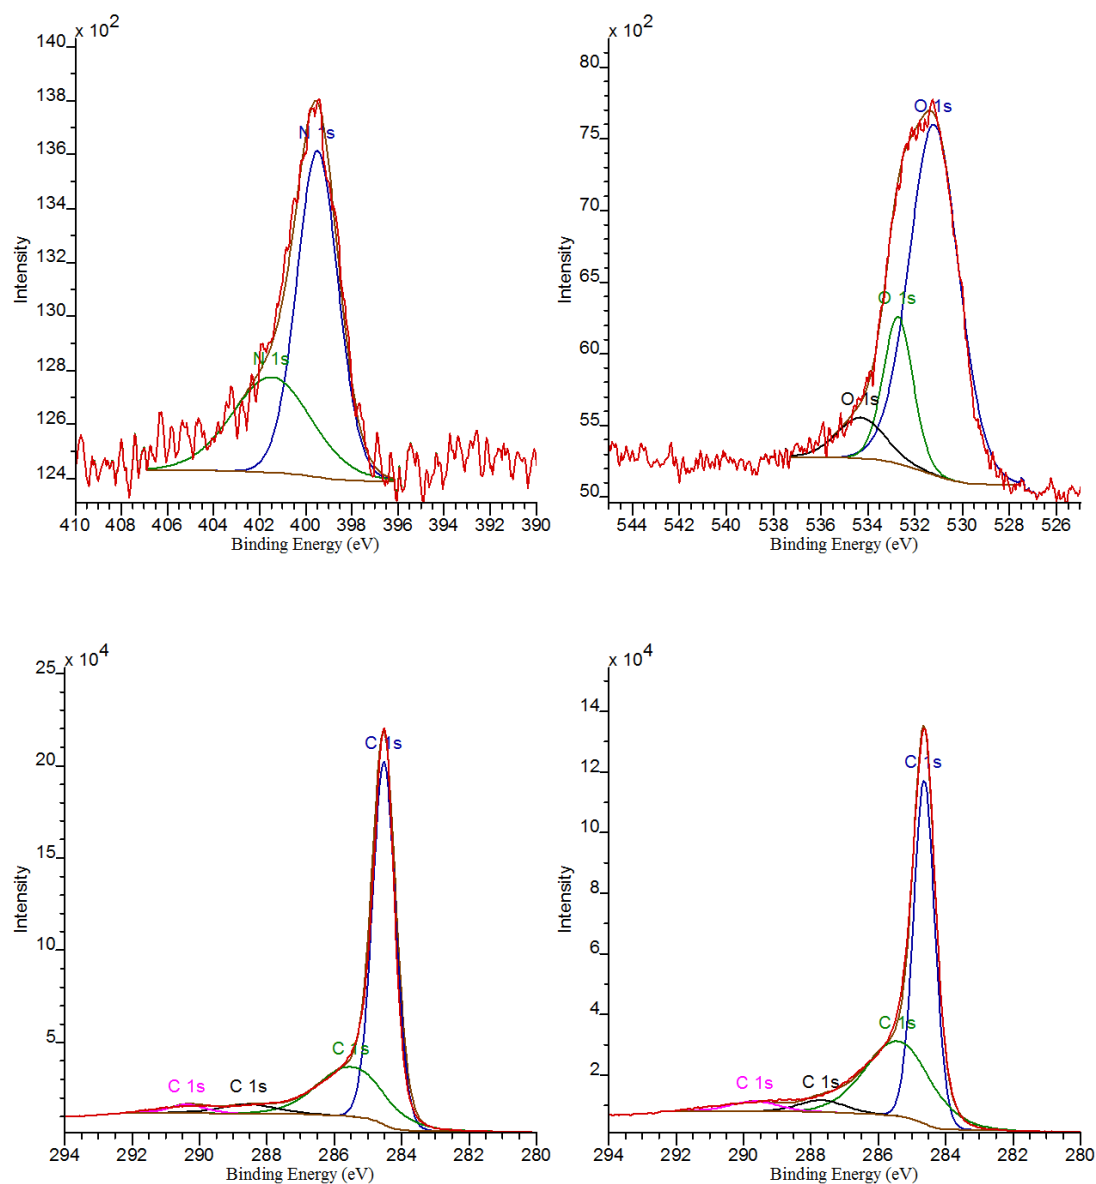 x 10²
140
138
136
134
132
130
128
126
124
Intensity
N 1s
N 1s
410 408 406 404 402 400 398 396 394 392 390
Binding Energy (eV)
x 10²
80
75
70
65
60
55
50
Intensity
O 1s
O 1s
O 1s
544 542 540 538 536 534 532 530 528 526
Binding Energy (eV)
x 10⁴
25
20
15
10
5
Intensity
C 1s
C 1s
C 1s
C 1s
294 292 290 288 286 284 282 280
Binding Energy (eV)
x 10⁴
14
12
10
8
6
4
2
Intensity
C 1s
C 1s
C 1s
C 1s
294 292 290 288 286 284 282 280
Binding Energy (eV)